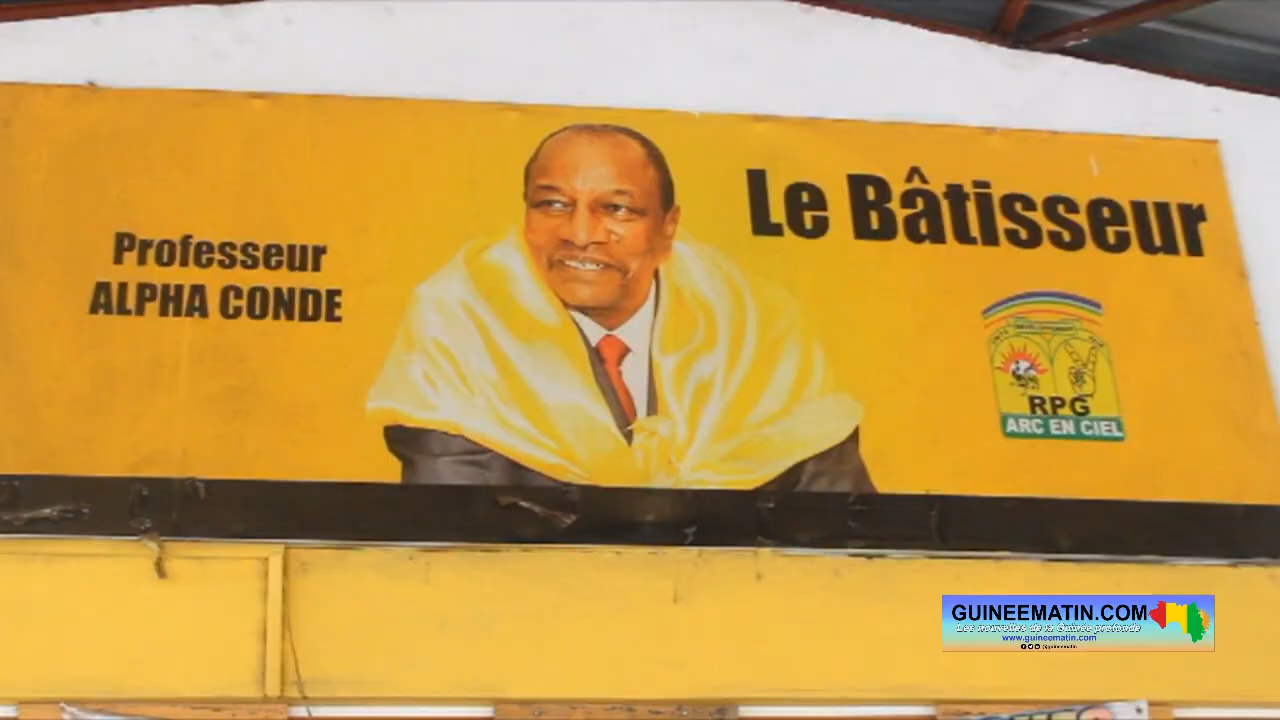 Professeur
ALPHA CONDE
Le Bâtisseur
RPG
ARC EN CIEL
GUINEEMATIN.COM
Les nouvelles de la Guinée profonde
www.guineematin.com
@guineematin